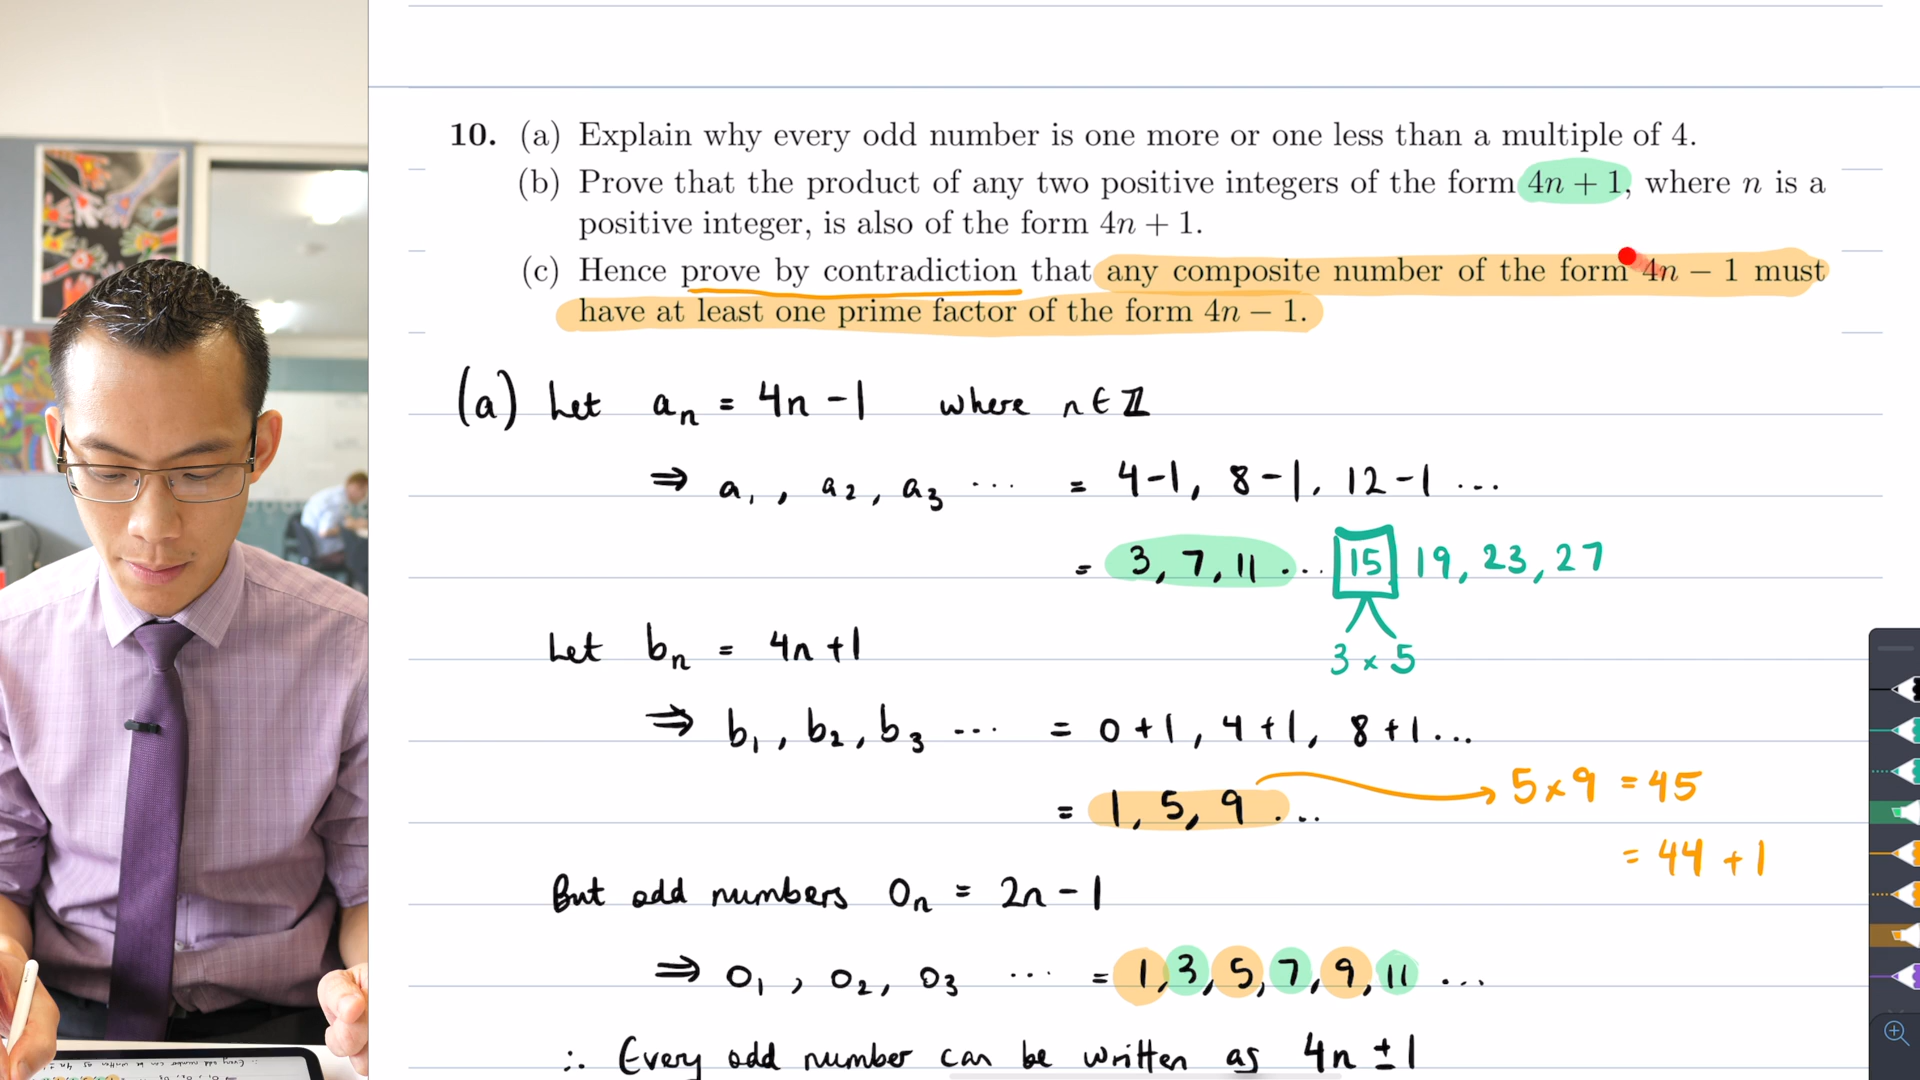 10. (a) Explain why every odd number is one more or one less than a multiple of 4.
(b) Prove that the product of any two positive integers of the form 4n + 1, where n is a
positive integer, is also of the form 4n + 1.
(c) Hence prove by contradiction that any composite number of the form 4n − 1 must
have at least one prime factor of the form 4n − 1.
(a) Let aₙ = 4n − 1 where n ∈ ℤ
⇒ a₁, a₂, a₃ ... = 4−1, 8−1, 12−1 ...
= 3, 7, 11 ... 15 19, 23, 27
3 × 5
Let bₙ = 4n + 1
⇒ b₁, b₂, b₃ ... = 0+1, 4+1, 8+1...
= 1, 5, 9 ... 5 × 9 = 45
= 44 + 1
But odd numbers Oₙ = 2n − 1
⇒ O₁, O₂, O₃ ... = 1, 3, 5, 7, 9, 11 ...
∴ Every odd number can be written as 4n ± 1